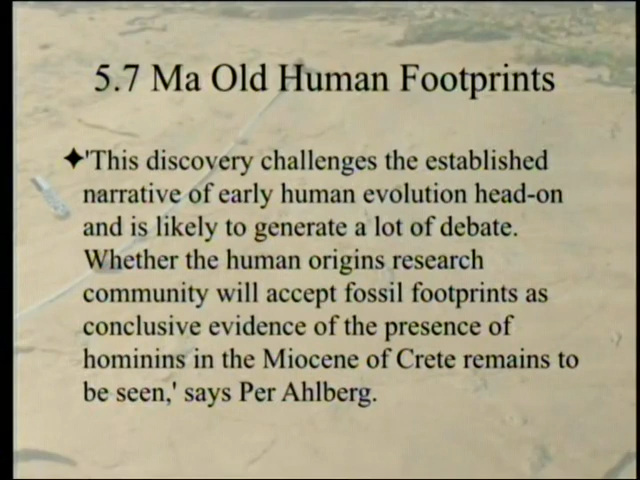 5.7 Ma Old Human Footprints
✦'This discovery challenges the established
narrative of early human evolution head-on
and is likely to generate a lot of debate.
Whether the human origins research
community will accept fossil footprints as
conclusive evidence of the presence of
hominins in the Miocene of Crete remains to
be seen,' says Per Ahlberg.